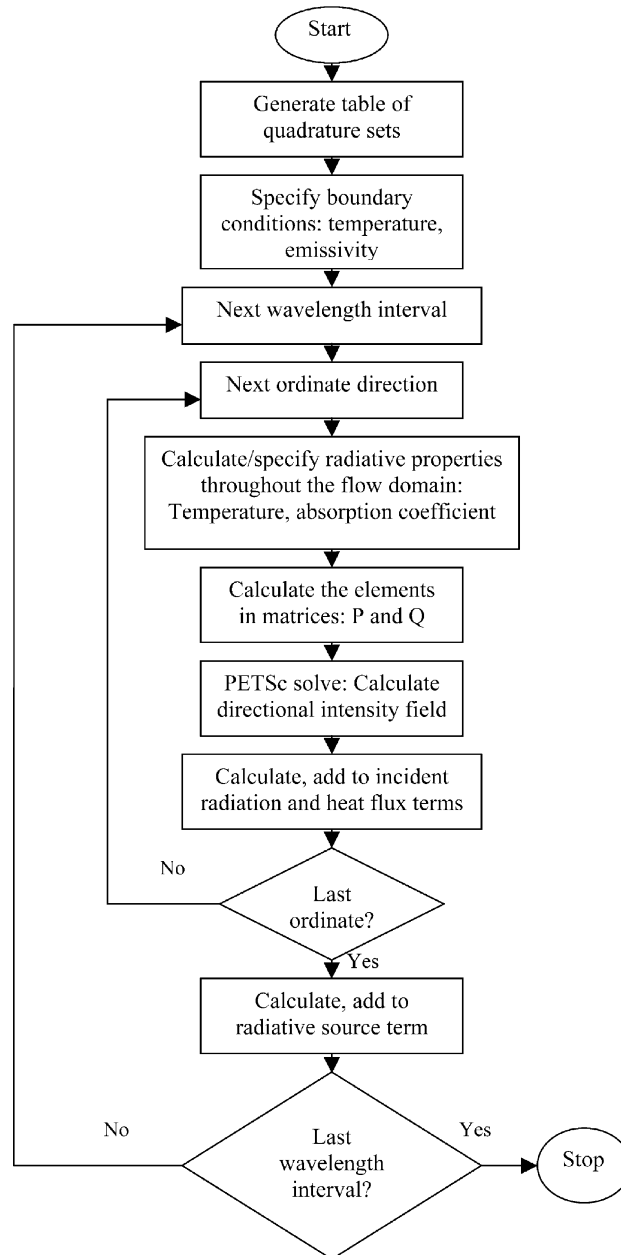 Start
Generate table of
quadrature sets
Specify boundary
conditions: temperature,
emissivity
Next wavelength interval
Next ordinate direction
Calculate/specify radiative properties
throughout the flow domain:
Temperature, absorption coefficient
Calculate the elements
in matrices: P and Q
PETSc solve: Calculate
directional intensity field
Calculate, add to incident
radiation and heat flux terms
No
Last
ordinate?
Yes
Calculate, add to
radiative source term
No
Yes
Last
wavelength
interval?
Stop